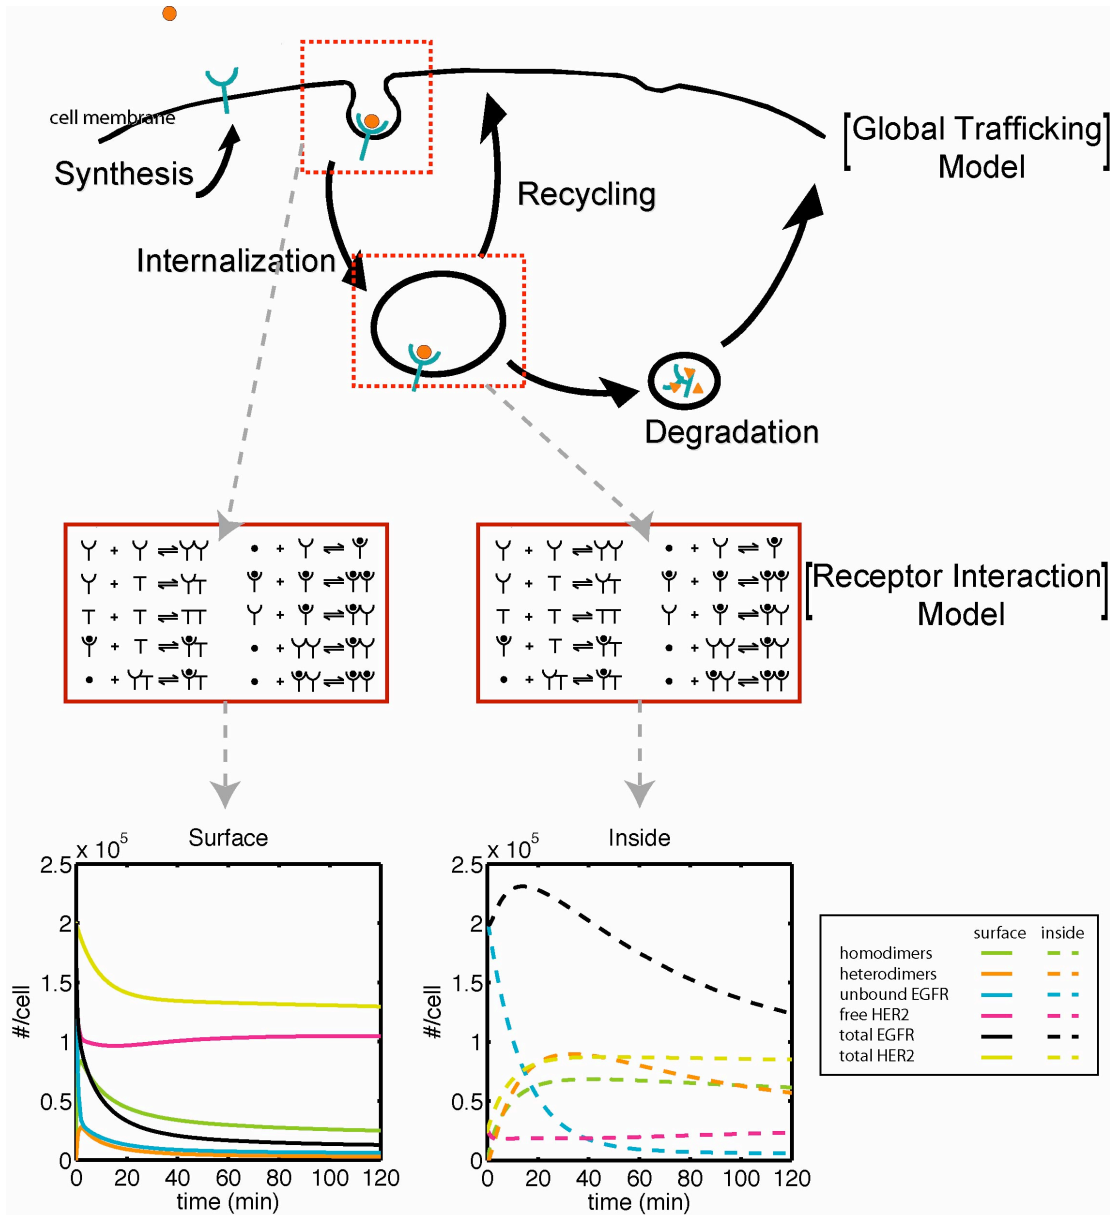 cell membrane
Synthesis
Internalization
Recycling
Degradation
[Global Trafficking]
Model
[Receptor Interaction]
Model
Surface
x 10^5
#/cell
2.5
2
1.5
1
0.5
0
0 20 40 60 80 100 120
time (min)
Inside
x 10^5
#/cell
2.5
2
1.5
1
0.5
0
0 20 40 60 80 100 120
time (min)
surface inside
homodimers
heterodimers
unbound EGFR
free HER2
total EGFR
total HER2